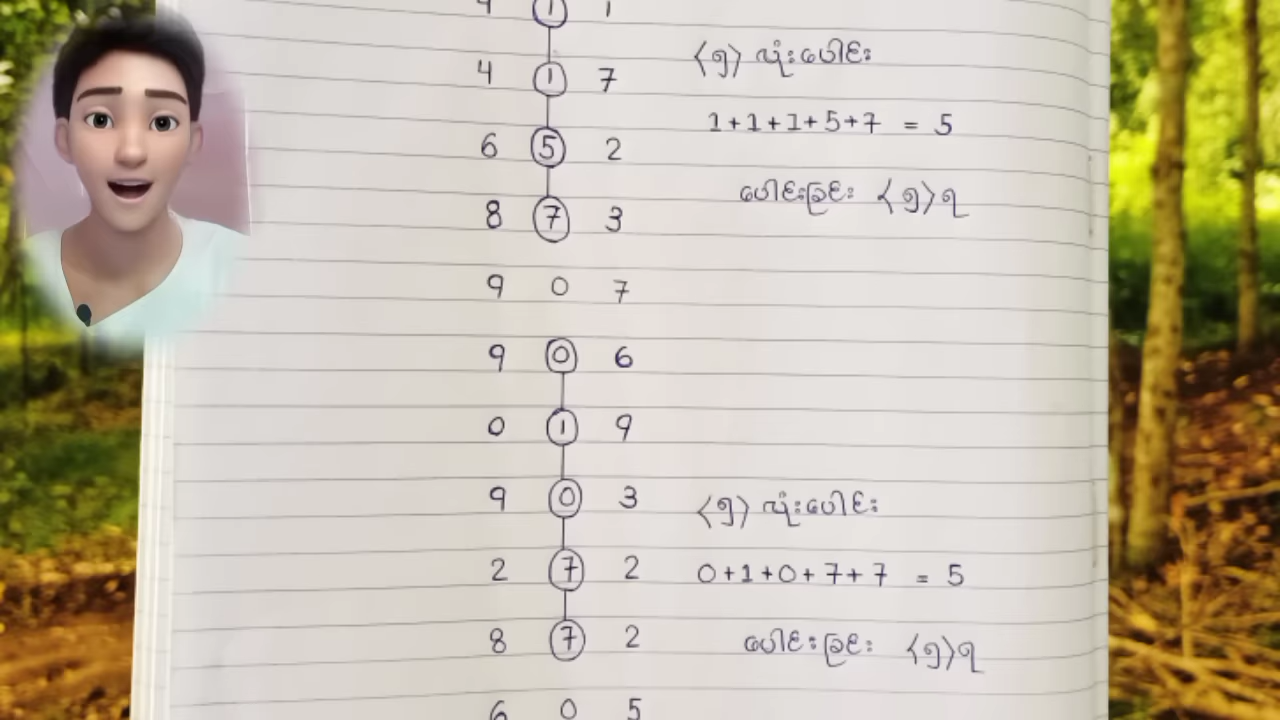 4 1 1
4 1 7
⟨၅⟩ လုံးပေါင်း
1+1+1+5+7 = 5
6 5 2
ပေါင်းခြင်း ⟨၅⟩ရ
8 7 3
9 0 7
9 0 6
0 1 9
9 0 3
⟨၅⟩ လုံးပေါင်း
2 7 2
0+1+0+7+7 = 5
8 7 2
ပေါင်းခြင်း ⟨၅⟩ရ
6 0 5